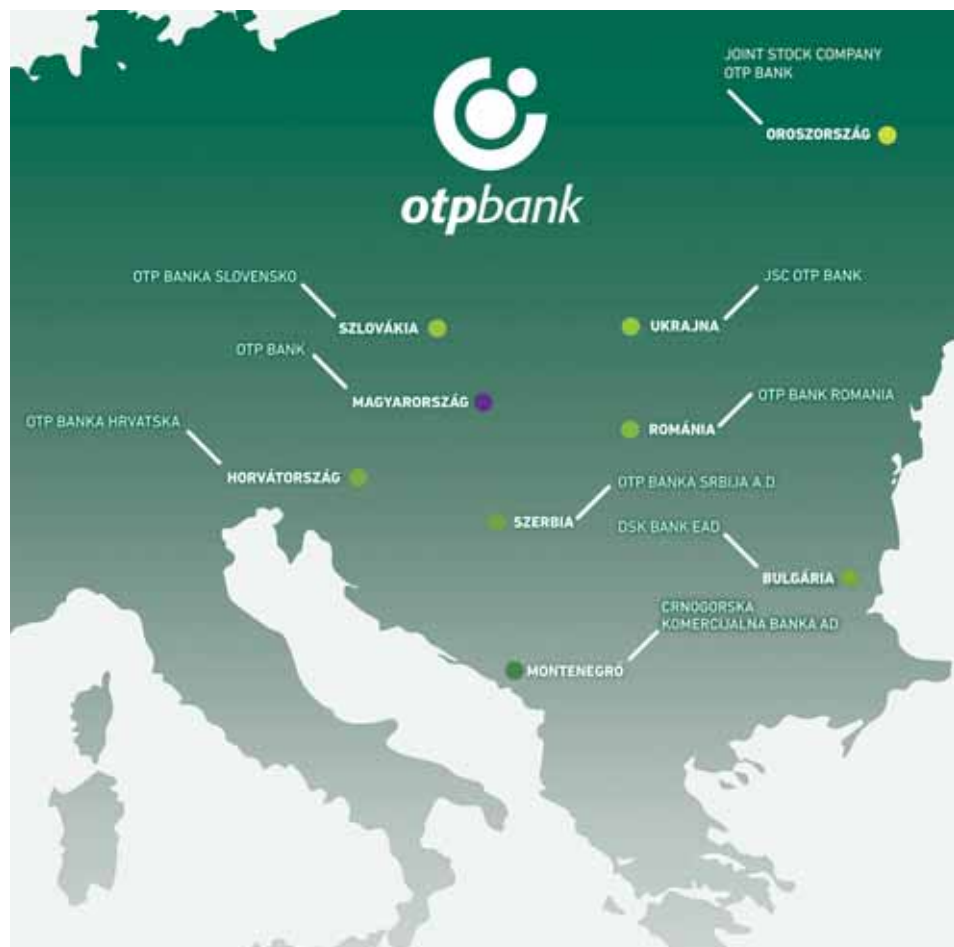 JOINT STOCK COMPANY
OTP BANK
OROSZORSZÁG
otpbank
OTP BANKA SLOVENSKO
SZLOVÁKIA
JSC OTP BANK
UKRAJNA
OTP BANK
MAGYARORSZÁG
OTP BANK ROMANIA
ROMÁNIA
OTP BANKA HRVATSKA
HORVÁTORSZÁG
OTP BANKA SRBIJA A.D.
SZERBIA
DSK BANK EAD
BULGÁRIA
CRNOGORSKA
KOMERCIJALNA BANKA AD
MONTENEGRÓ